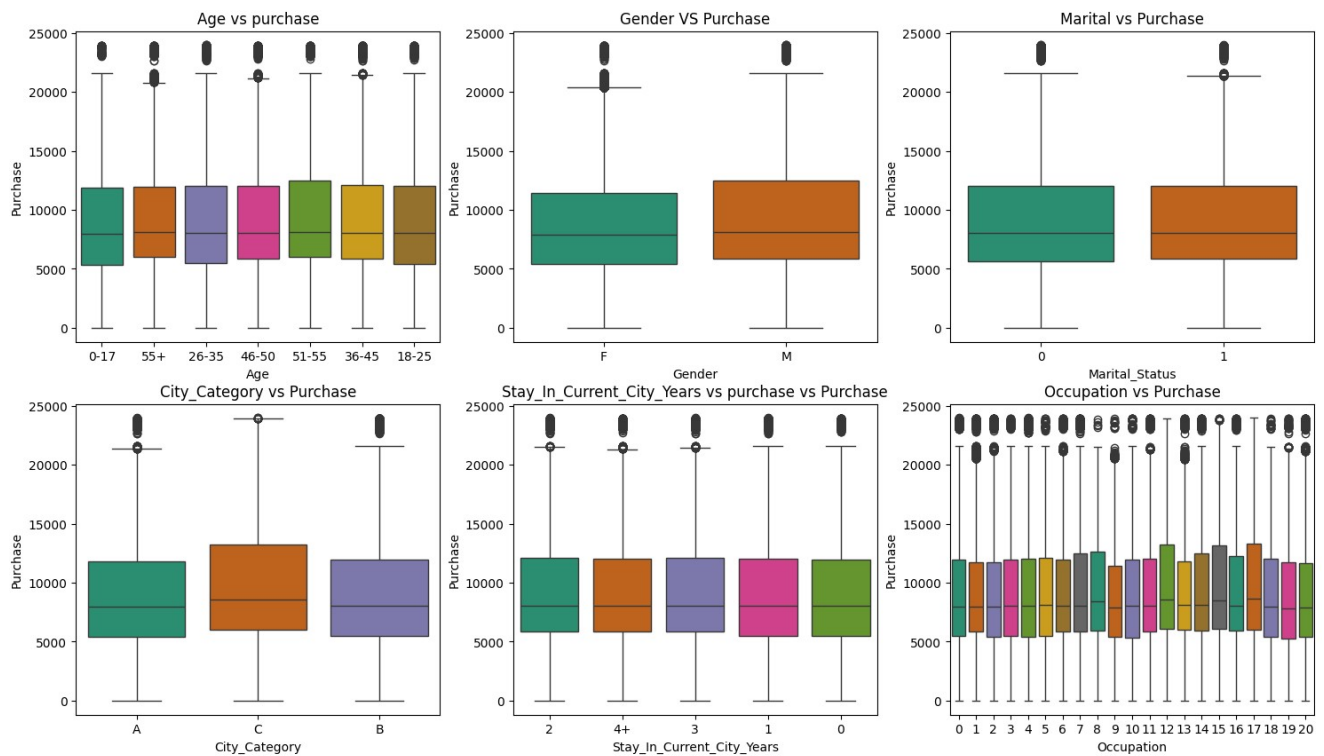 Age vs purchase
25000
20000
15000
10000
5000
0
Purchase
0-17 55+ 26-35 46-50 51-55 36-45 18-25
Age
Gender VS Purchase
25000
20000
15000
10000
5000
0
Purchase
F M
Gender
Marital vs Purchase
25000
20000
15000
10000
5000
0
Purchase
0 1
Marital_Status
City_Category vs Purchase
25000
20000
15000
10000
5000
0
Purchase
A C B
City_Category
Stay_In_Current_City_Years vs purchase vs Purchase
25000
20000
15000
10000
5000
0
Purchase
2 4+ 3 1 0
Stay_In_Current_City_Years
Occupation vs Purchase
25000
20000
15000
10000
5000
0
Purchase
0 1 2 3 4 5 6 7 8 9 10 11 12 13 14 15 16 17 18 19 20
Occupation